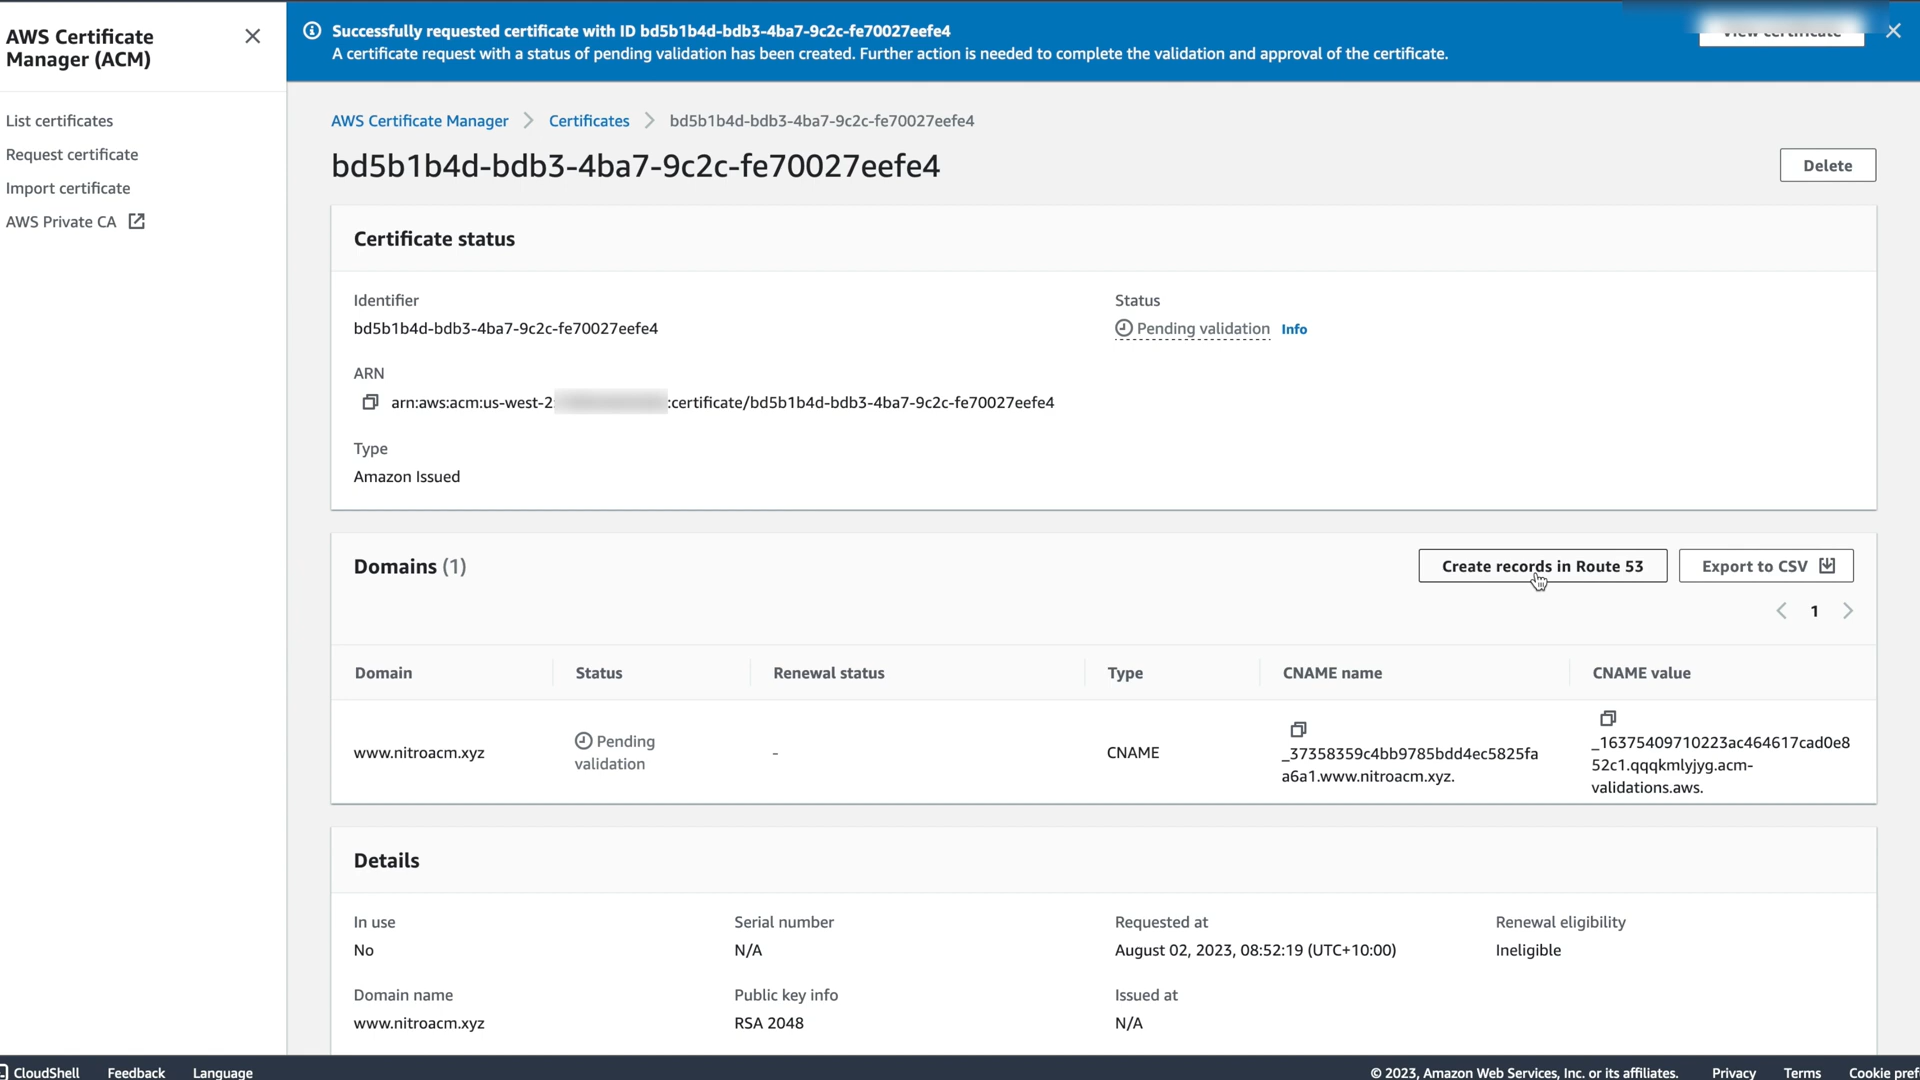 AWS Certificate
Manager (ACM)
List certificates
Request certificate
Import certificate
AWS Private CA
Successfully requested certificate with ID bd5b1b4d-bdb3-4ba7-9c2c-fe70027eefe4
A certificate request with a status of pending validation has been created. Further action is needed to complete the validation and approval of the certificate.
View certificate
AWS Certificate Manager
Certificates
bd5b1b4d-bdb3-4ba7-9c2c-fe70027eefe4
bd5b1b4d-bdb3-4ba7-9c2c-fe70027eefe4
Delete
Certificate status
Identifier
bd5b1b4d-bdb3-4ba7-9c2c-fe70027eefe4
Status
Pending validation Info
ARN
arn:aws:acm:us-west-2: :certificate/bd5b1b4d-bdb3-4ba7-9c2c-fe70027eefe4
Type
Amazon Issued
Domains (1)
Create records in Route 53
Export to CSV
1
Domain
Status
Renewal status
Type
CNAME name
CNAME value
www.nitroacm.xyz
Pending
validation
-
CNAME
_37358359c4bb9785bdd4ec5825fa
a6a1.www.nitroacm.xyz.
_16375409710223ac464617cad0e8
52c1.qqqkmlyjyg.acm-
validations.aws.
Details
In use
No
Serial number
N/A
Requested at
August 02, 2023, 08:52:19 (UTC+10:00)
Renewal eligibility
Ineligible
Domain name
www.nitroacm.xyz
Public key info
RSA 2048
Issued at
N/A
CloudShell
Feedback
Language
© 2023, Amazon Web Services, Inc. or its affiliates.
Privacy
Terms
Cookie pref